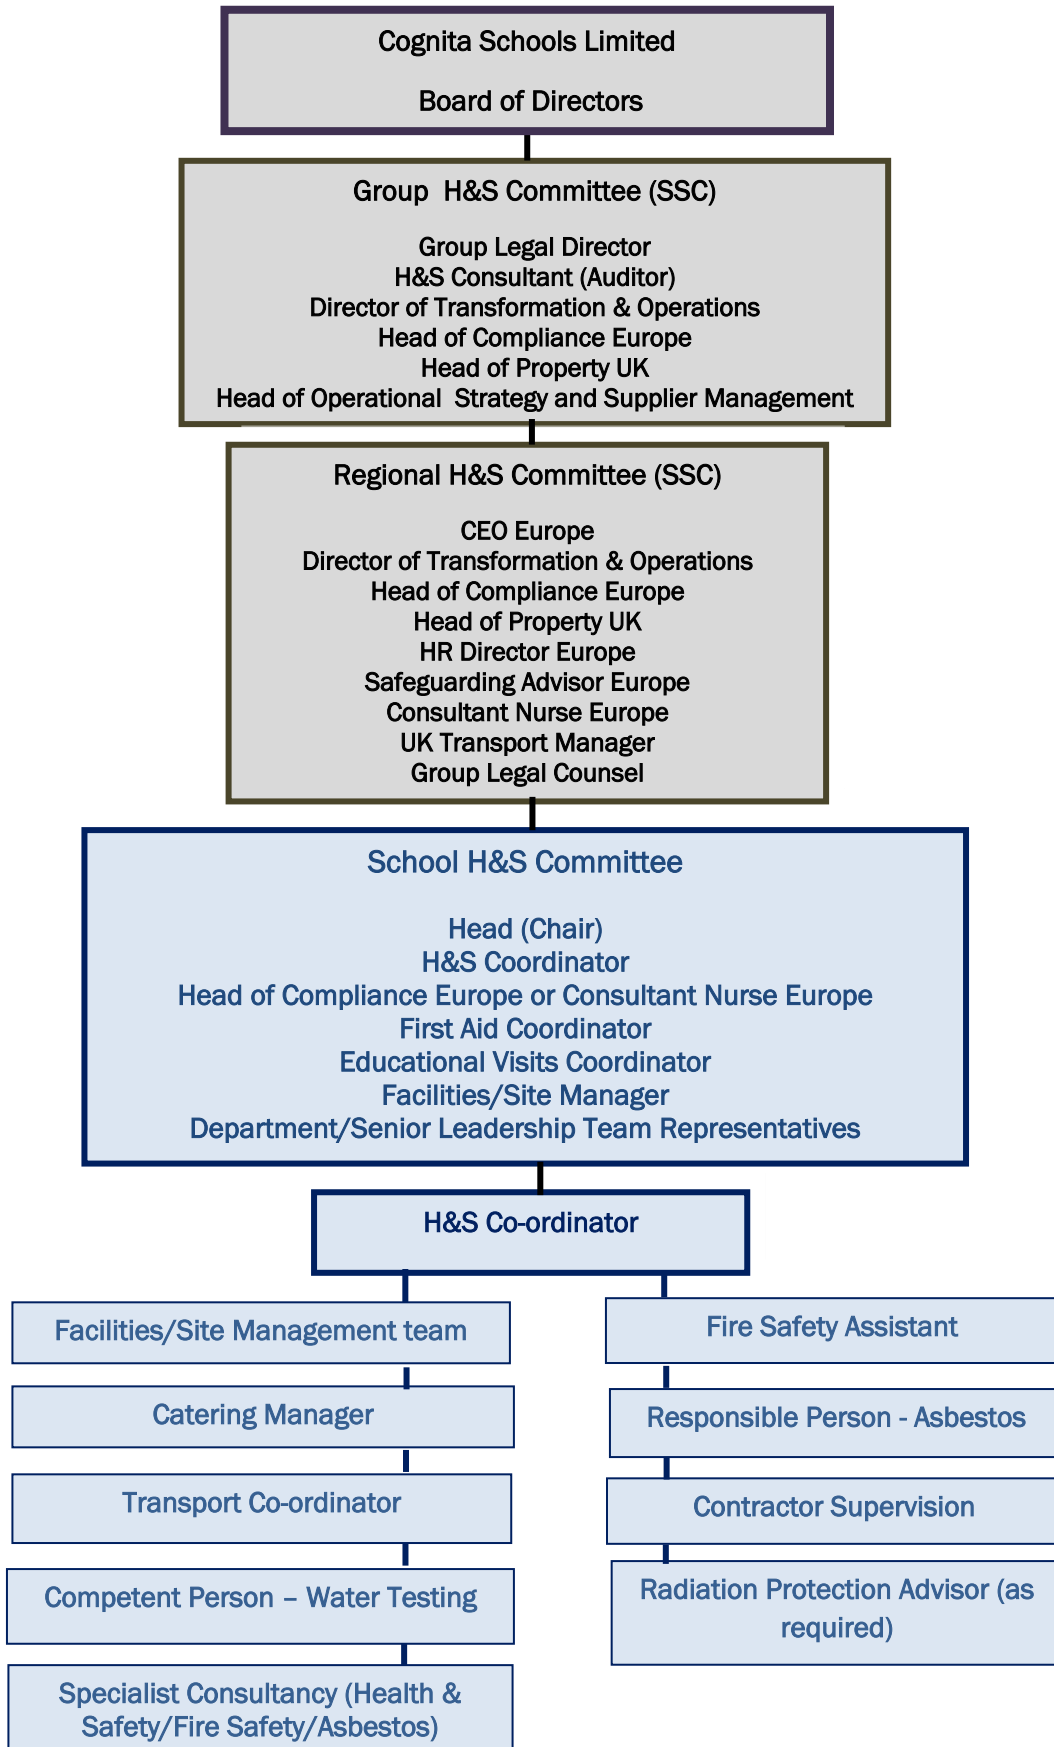 Cognita Schools Limited
Board of Directors
Group H&S Committee (SSC)
Group Legal Director
H&S Consultant (Auditor)
Director of Transformation & Operations
Head of Compliance Europe
Head of Property UK
Head of Operational Strategy and Supplier Management
Regional H&S Committee (SSC)
CEO Europe
Director of Transformation & Operations
Head of Compliance Europe
Head of Property UK
HR Director Europe
Safeguarding Advisor Europe
Consultant Nurse Europe
UK Transport Manager
Group Legal Counsel
School H&S Committee
Head (Chair)
H&S Coordinator
Head of Compliance Europe or Consultant Nurse Europe
First Aid Coordinator
Educational Visits Coordinator
Facilities/Site Manager
Department/Senior Leadership Team Representatives
H&S Co-ordinator
Facilities/Site Management team
Catering Manager
Transport Co-ordinator
Competent Person – Water Testing
Specialist Consultancy (Health &
Safety/Fire Safety/Asbestos)
Fire Safety Assistant
Responsible Person - Asbestos
Contractor Supervision
Radiation Protection Advisor (as
required)